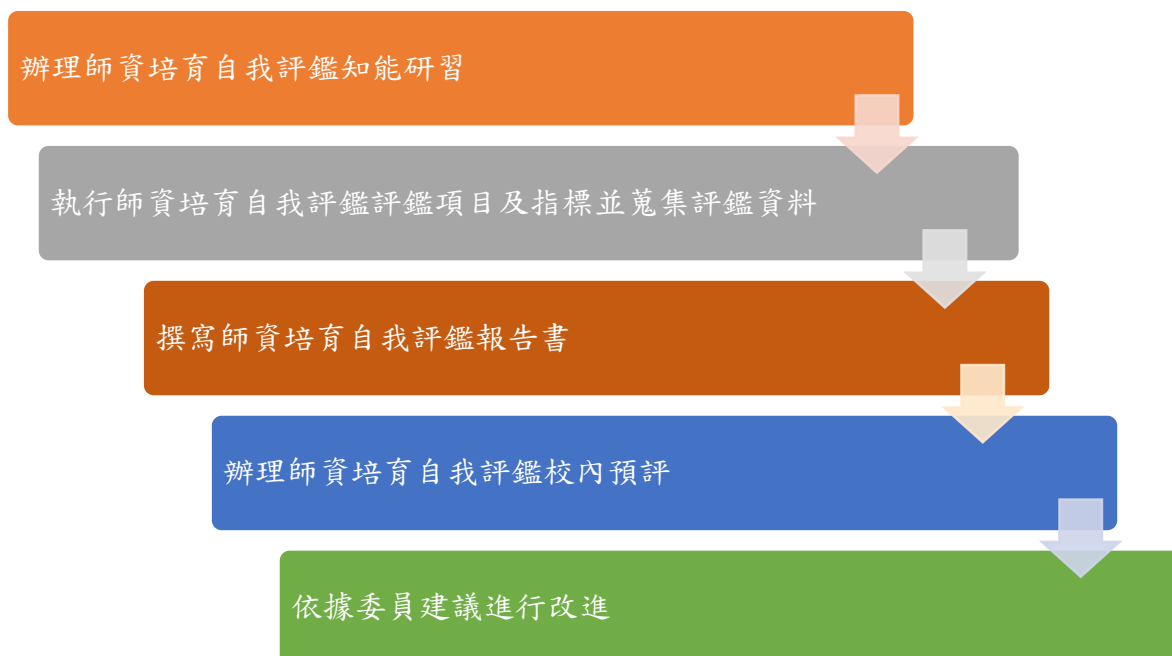 辦理師資培育自我評鑑知能研習
執行師資培育自我評鑑評鑑項目及指標並蒐集評鑑資料
撰寫師資培育自我評鑑報告書
辦理師資培育自我評鑑校內預評
依據委員建議進行改進